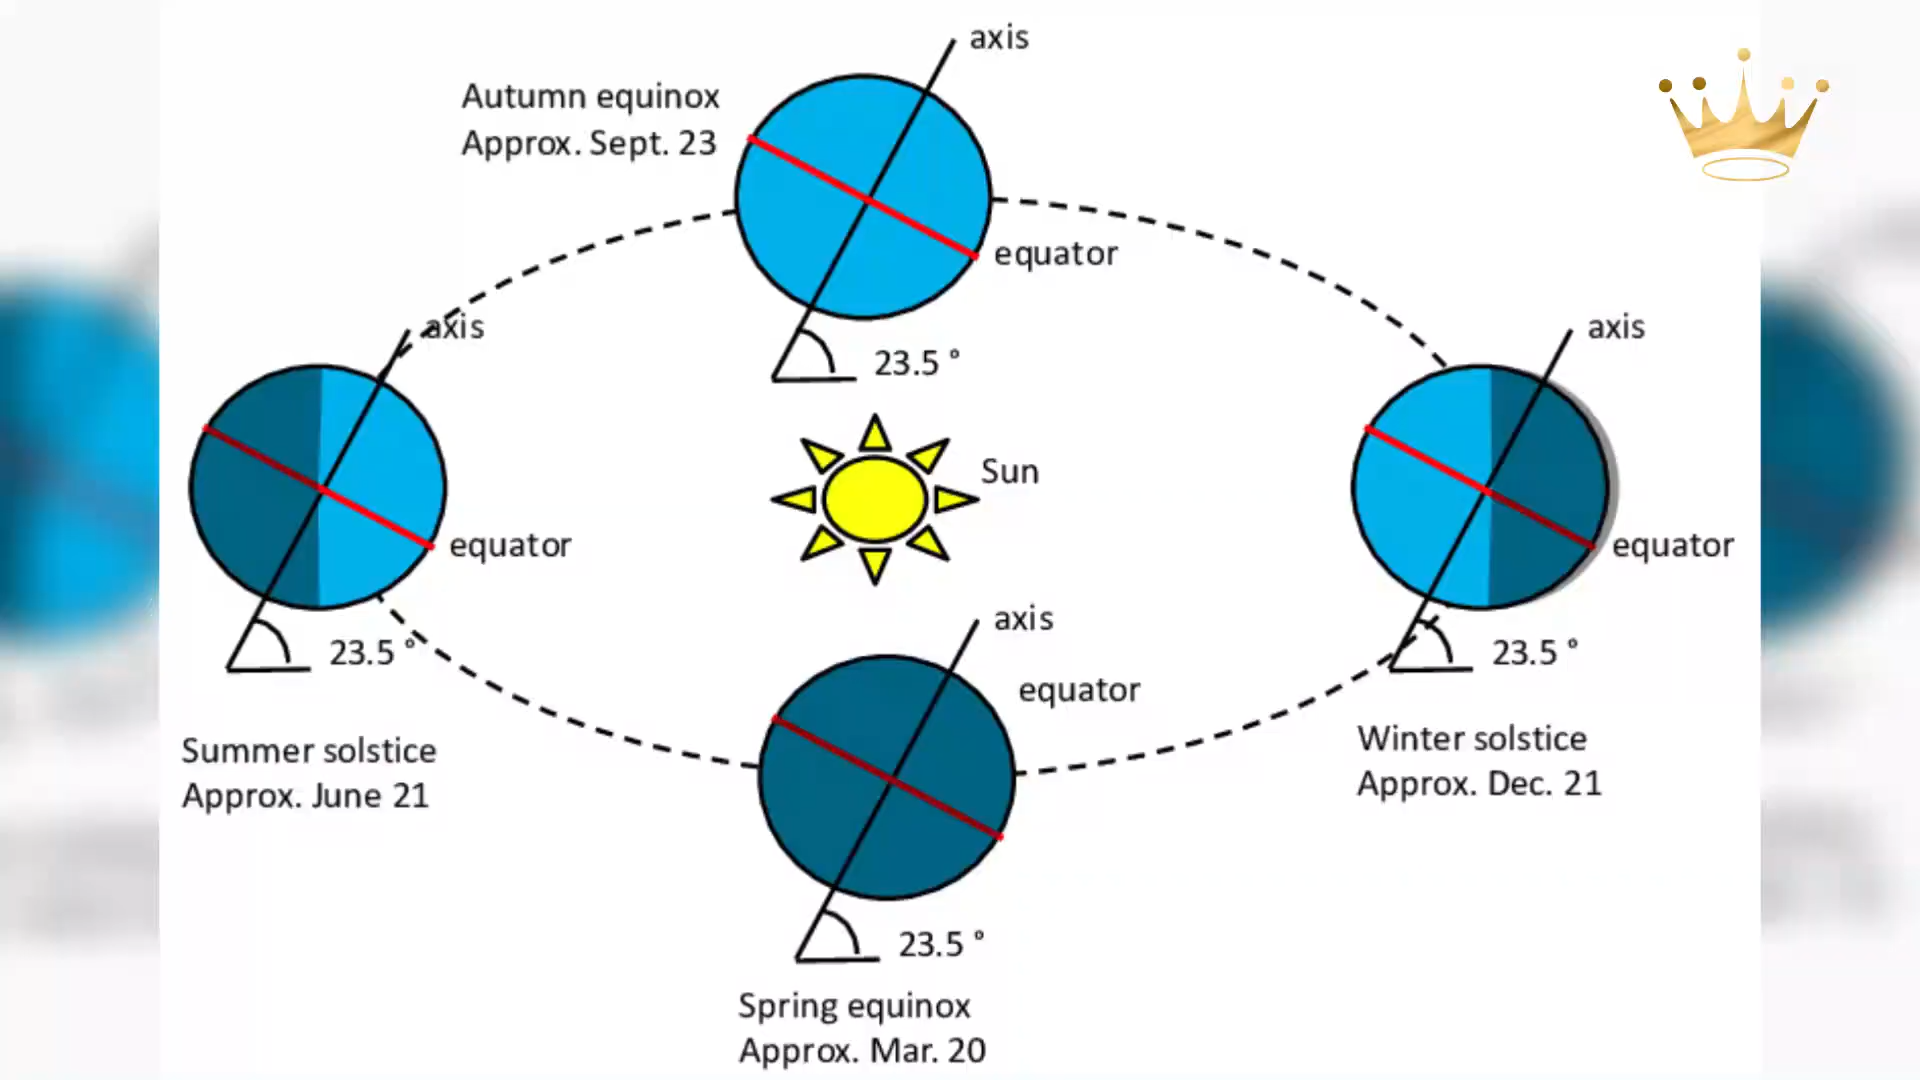 axis
Autumn equinox
Approx. Sept. 23
equator
23.5 °
axis
equator
23.5 °
Summer solstice
Approx. June 21
Sun
axis
equator
23.5 °
Winter solstice
Approx. Dec. 21
axis
equator
23.5 °
Spring equinox
Approx. Mar. 20